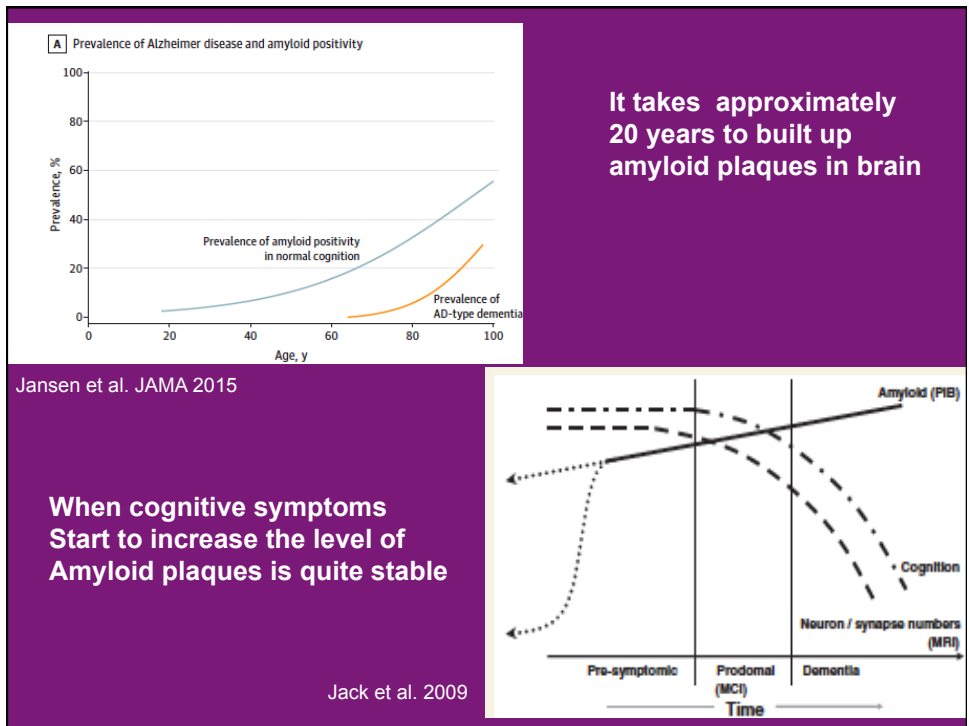 A Prevalence of Alzheimer disease and amyloid positivity
100
80
60
40
20
0
Prevalence, %
Prevalence of amyloid positivity
in normal cognition
Prevalence of
AD-type dementia
0 20 40 60 80 100
Age, y
It takes approximately
20 years to built up
amyloid plaques in brain
Jansen et al. JAMA 2015
When cognitive symptoms
Start to increase the level of
Amyloid plaques is quite stable
Jack et al. 2009
Amyloid (PIB)
Cognition
Neuron / synapse numbers
(MRI)
Pre-symptomic Prodomal Dementia
(MCI)
Time